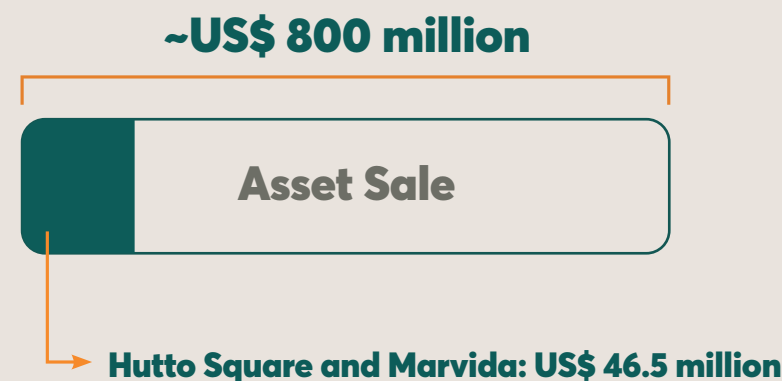 ~US$ 800 million
Asset Sale
Hutto Square and Marvida: US$ 46.5 million